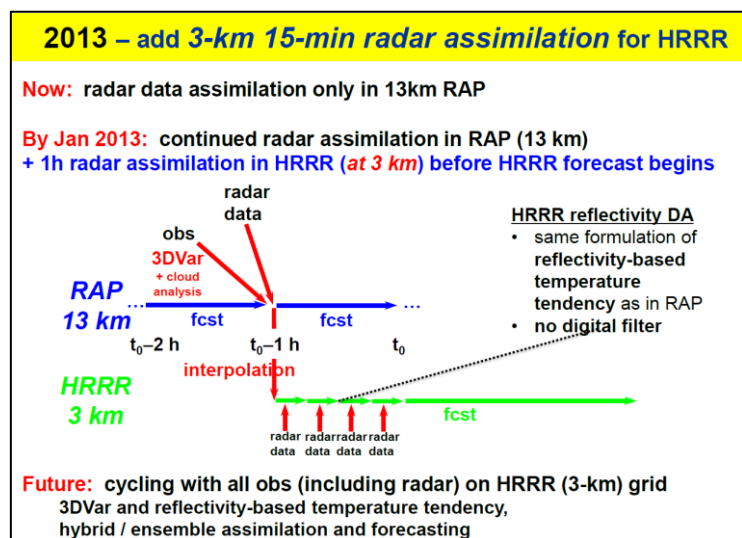 2013 – add 3-km 15-min radar assimilation for HRRR
Now: radar data assimilation only in 13km RAP
By Jan 2013: continued radar assimilation in RAP (13 km)
+ 1h radar assimilation in HRRR (at 3 km) before HRRR forecast begins
radar
data
obs
3DVar
+ cloud
analysis
HRRR reflectivity DA
• same formulation of
reflectivity-based
temperature
tendency as in RAP
• no digital filter
RAP
13 km
...
fcst
fcst
...
t₀–2 h
t₀–1 h
t₀
interpolation
HRRR
3 km
fcst
radar radar radar radar
data data data data
Future: cycling with all obs (including radar) on HRRR (3-km) grid
3DVar and reflectivity-based temperature tendency,
hybrid / ensemble assimilation and forecasting